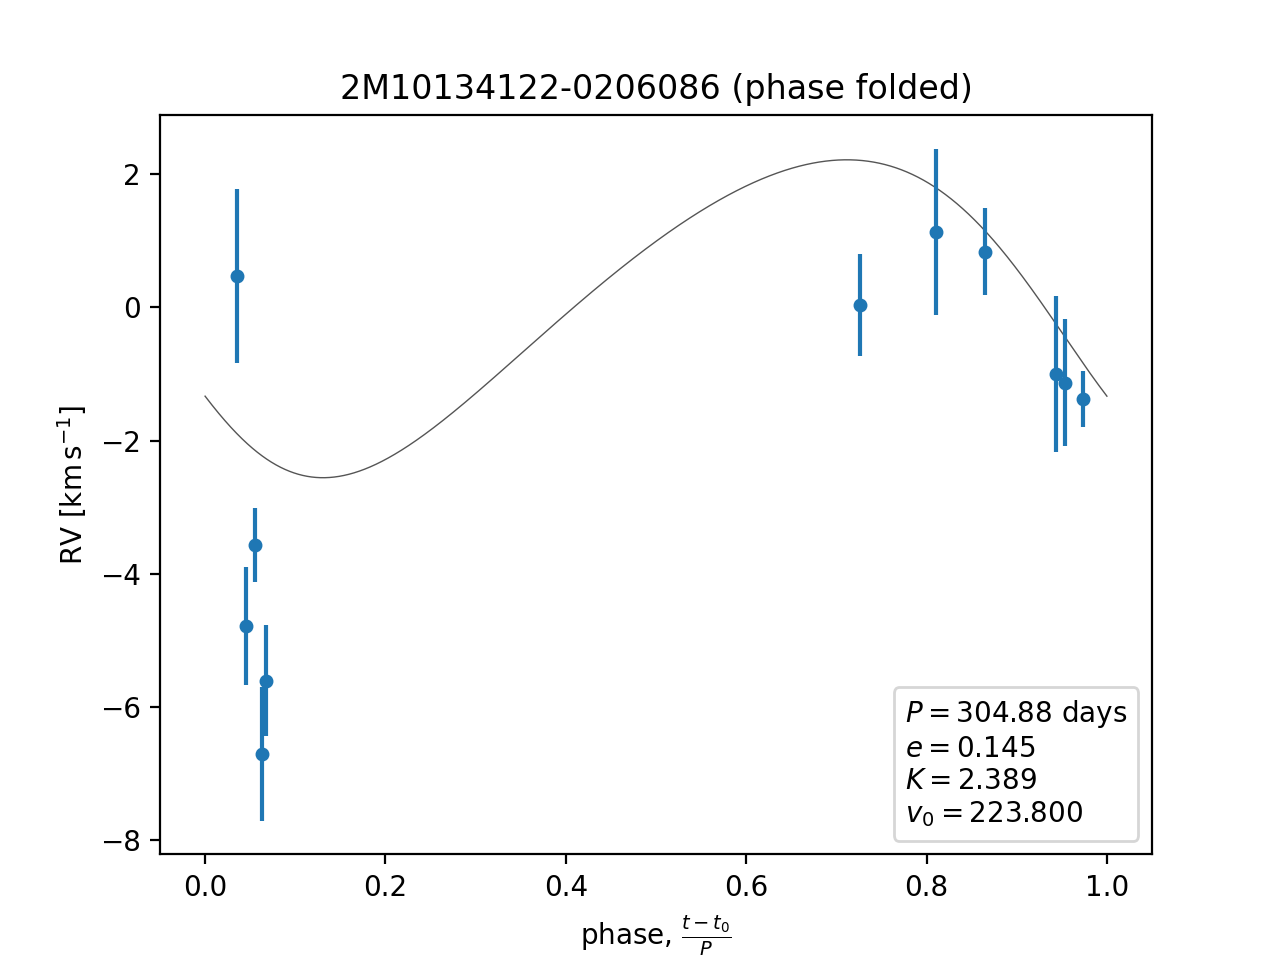 2M10134122-0206086 (phase folded)
RV [km s⁻¹]
2
0
−2
−4
−6
−8
P = 304.88 days
e = 0.145
K = 2.389
v₀ = 223.800
0.0 0.2 0.4 0.6 0.8 1.0
phase, (t − t₀)/P